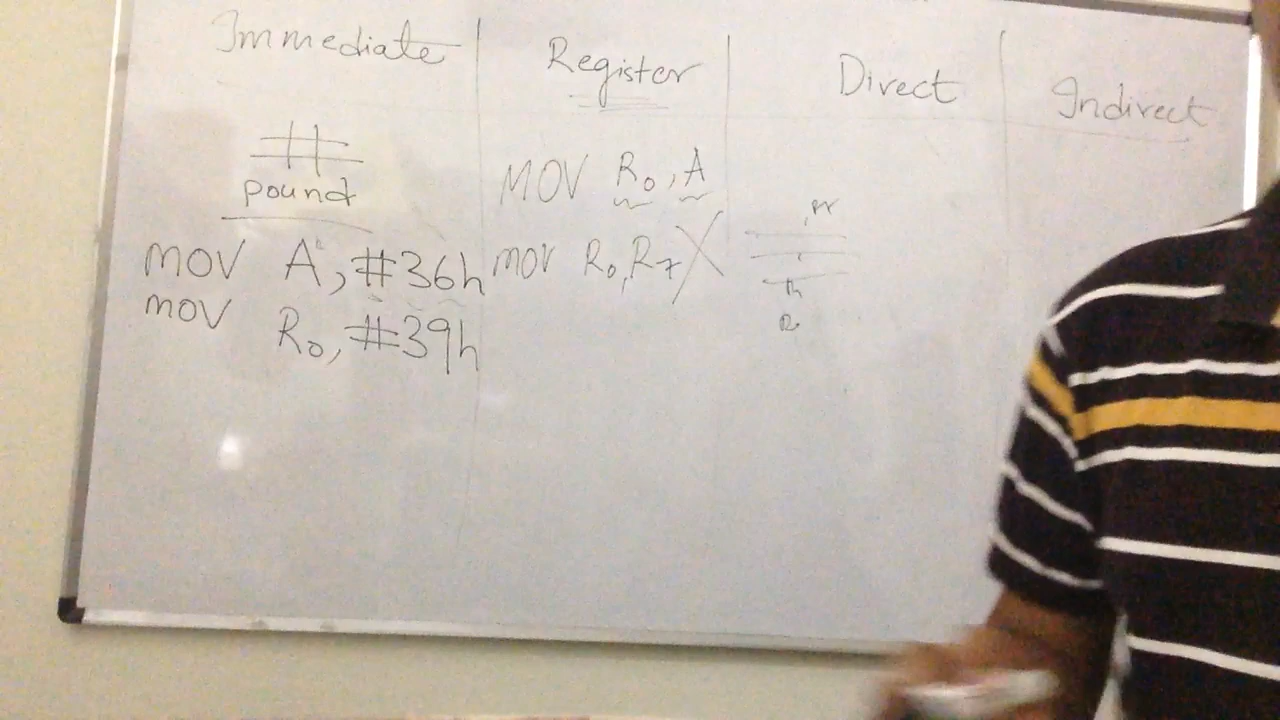 Immediate
Register
Direct
Indirect
#
pound
MOV A, #36h
MOV R0, #39h
MOV R0, A
MOV R0, R7 X